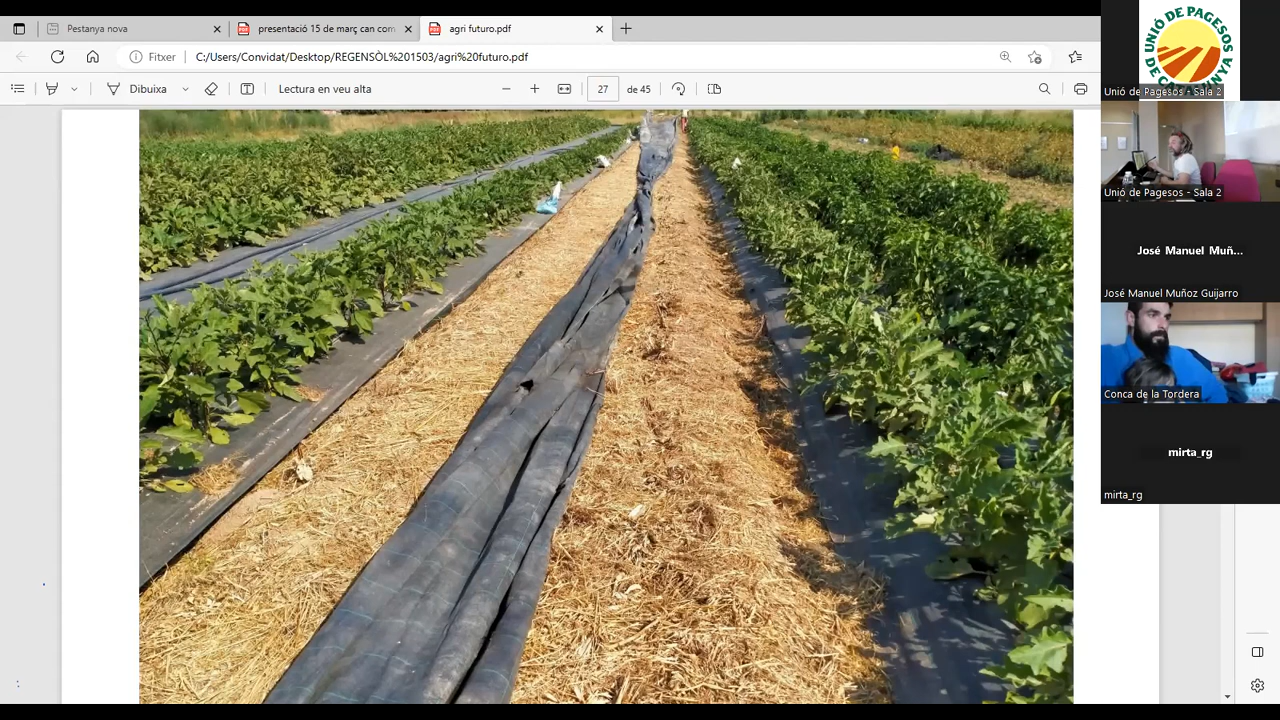 Pestanya nova
presentació 15 de març can com
agri futuro.pdf
Fitxer
C:/Users/Convidat/Desktop/REGENSÒL%201503/agri%20futuro.pdf
Dibuixa
Lectura en veu alta
27
de 45
UNIÓ DE PAGESOS
DE CATALUNYA
Unió de Pagesos - Sala 2
Unió de Pagesos - Sala 2
José Manuel Muñ...
José Manuel Muñoz Guijarro
Conca de la Tordera
mirta_rg
mirta_rg